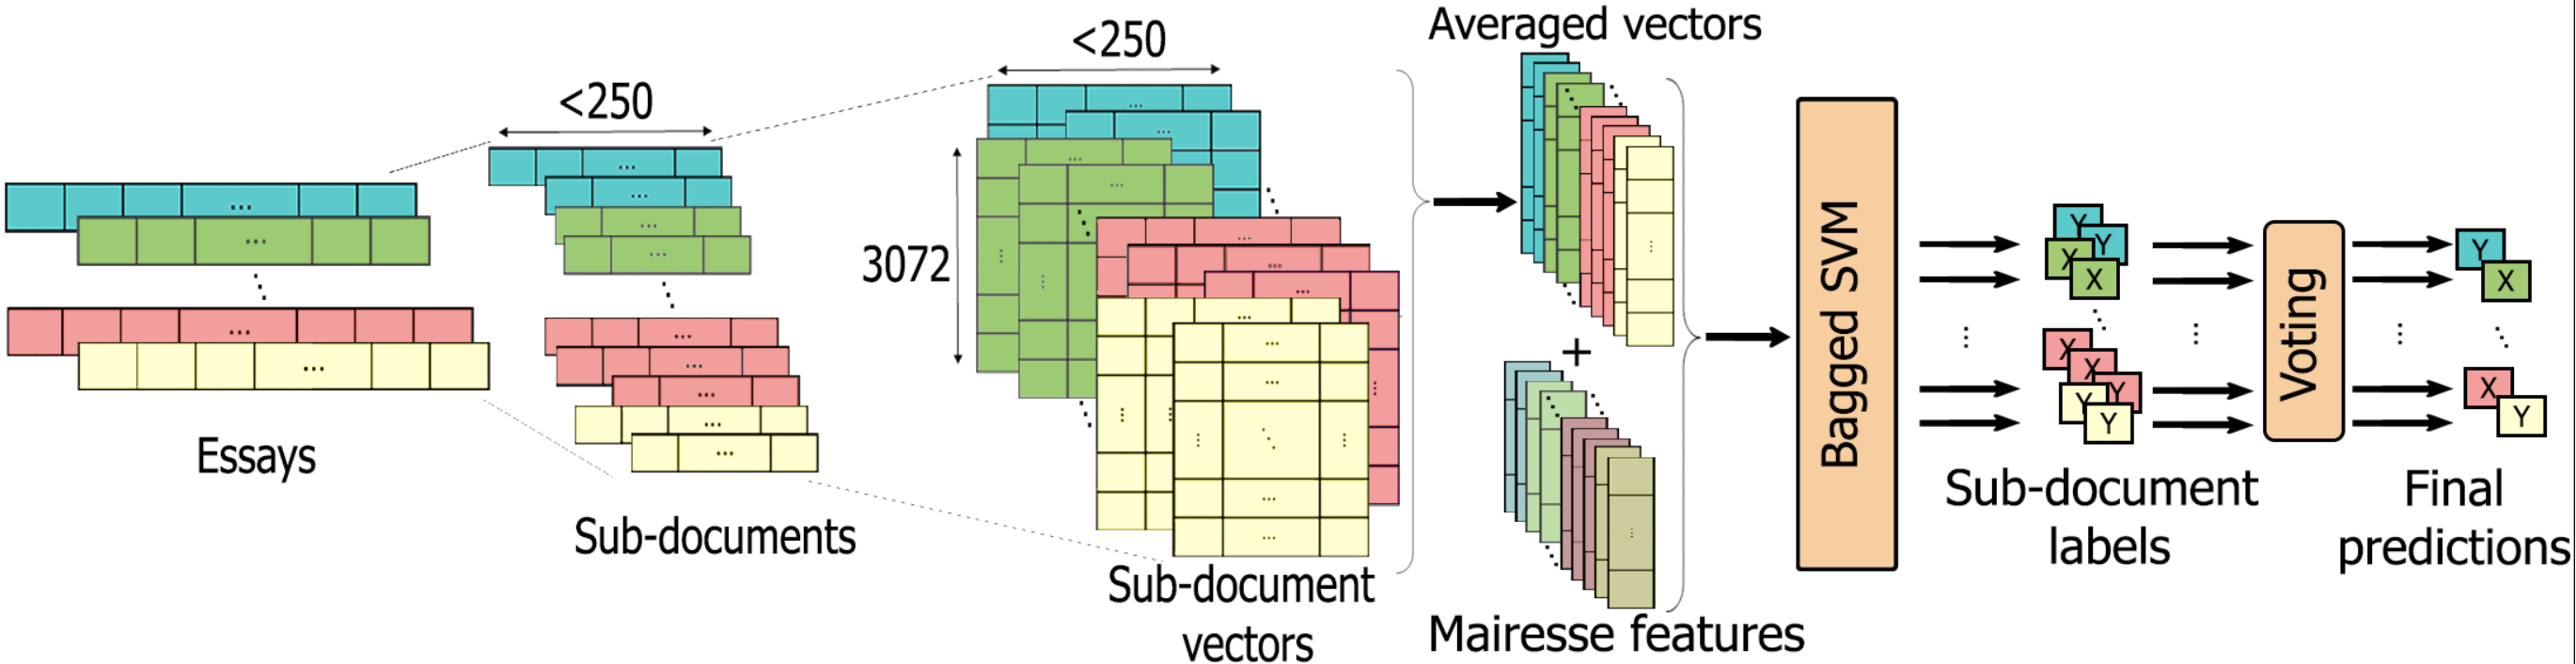 Essays
<250
Sub-documents
<250
3072
Sub-document
vectors
Averaged vectors
+
Mairesse features
Bagged SVM
Y
Y
X
X
X
X
Y
Y
Y
Sub-document
labels
Voting
Y
X
X
Y
Final
predictions